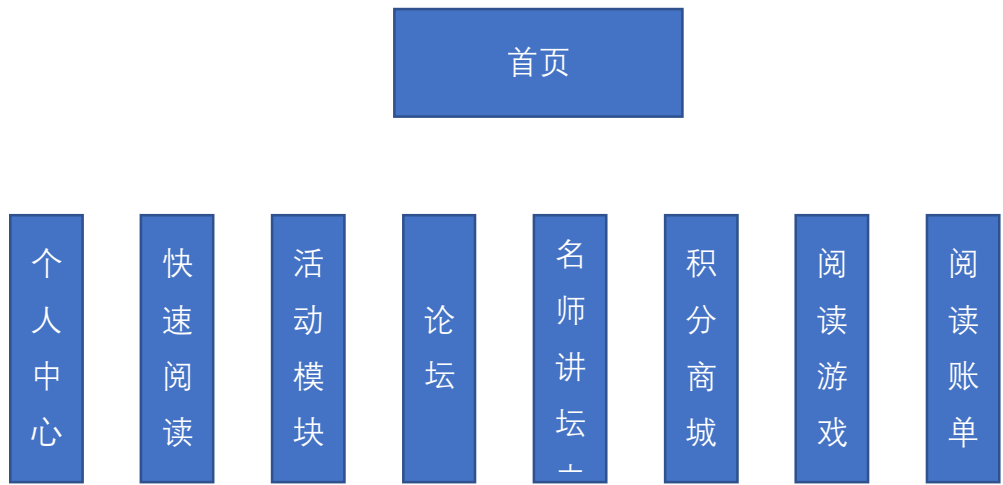 首页
个人中心
快速阅读
活动模块
论坛
名师讲坛
积分商城
阅读游戏
阅读账单